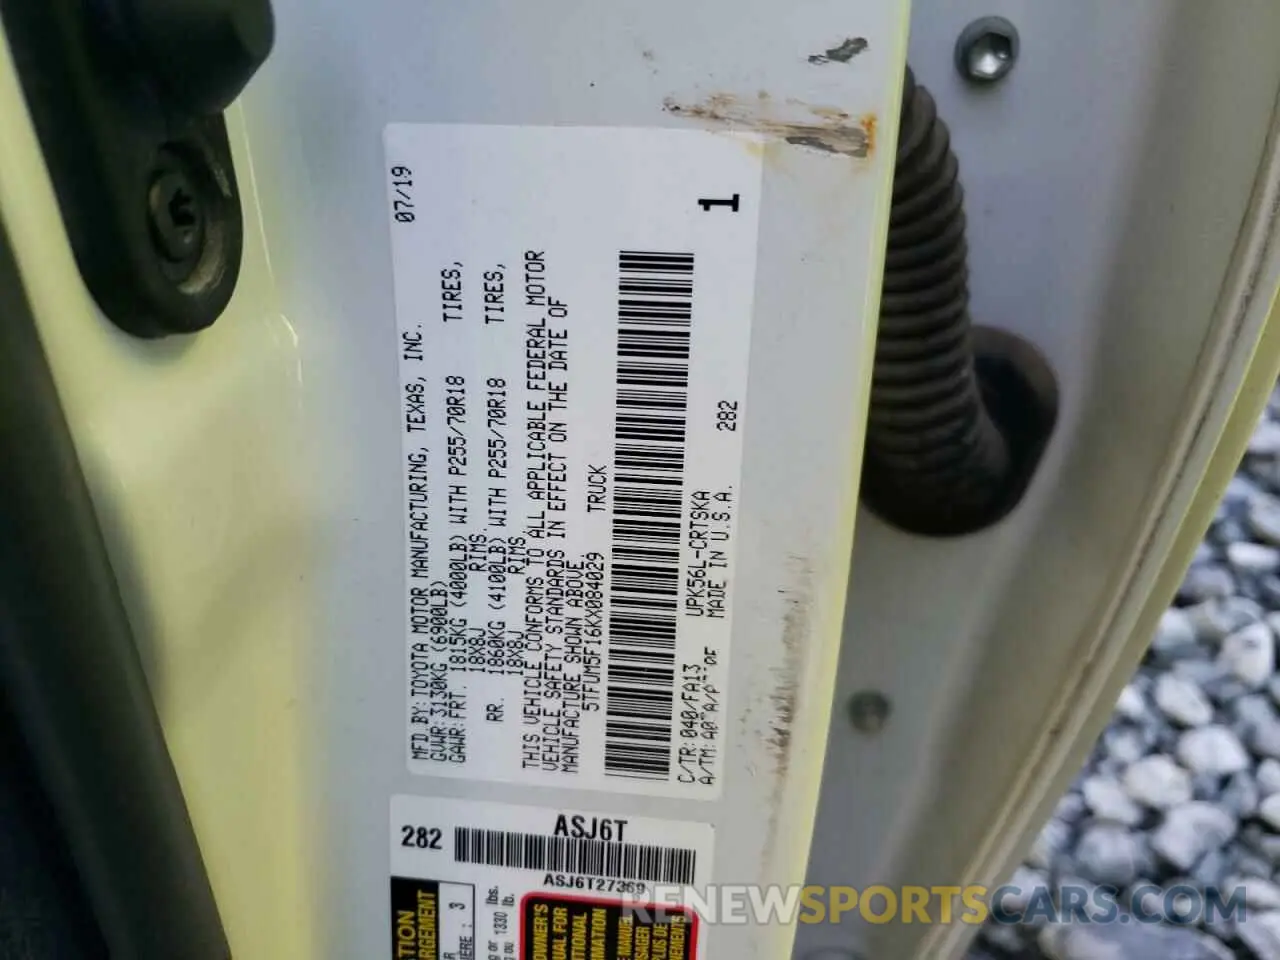 MFD.BY:TOYOTA MOTOR MANUFACTURING, TEXAS, INC. 07/19
GVWR:3130KG(6900LB)
GAWR:FRT. 1815KG (4000LB) WITH P255/70R18 TIRES,
18X8J RIMS,
RR. 1860KG (4100LB) WITH P255/70R18 TIRES,
18X8J RIMS
THIS VEHICLE CONFORMS TO ALL APPLICABLE FEDERAL MOTOR
VEHICLE SAFETY STANDARDS IN EFFECT ON THE DATE OF
MANUFACTURE SHOWN ABOVE.
5TFUM5F16KX084029 TRUCK
1
C/TR:040/FA13 UPK56L-CRTSKA 282
MADE IN U.S.A.
282 ASJ6T
ASJ6T27369
RENEWSPORTSCARS.COM